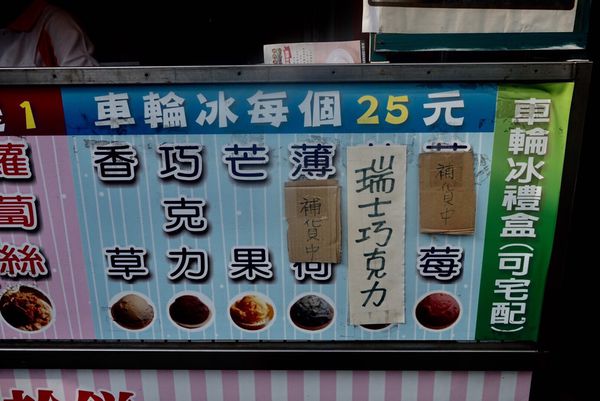 1
蘿蔔絲
車輪冰每個25元
香草
巧克力
芒果
薄荷
補貨中
瑞士巧克力
莓
補貨中
車輪冰禮盒(可宅配)